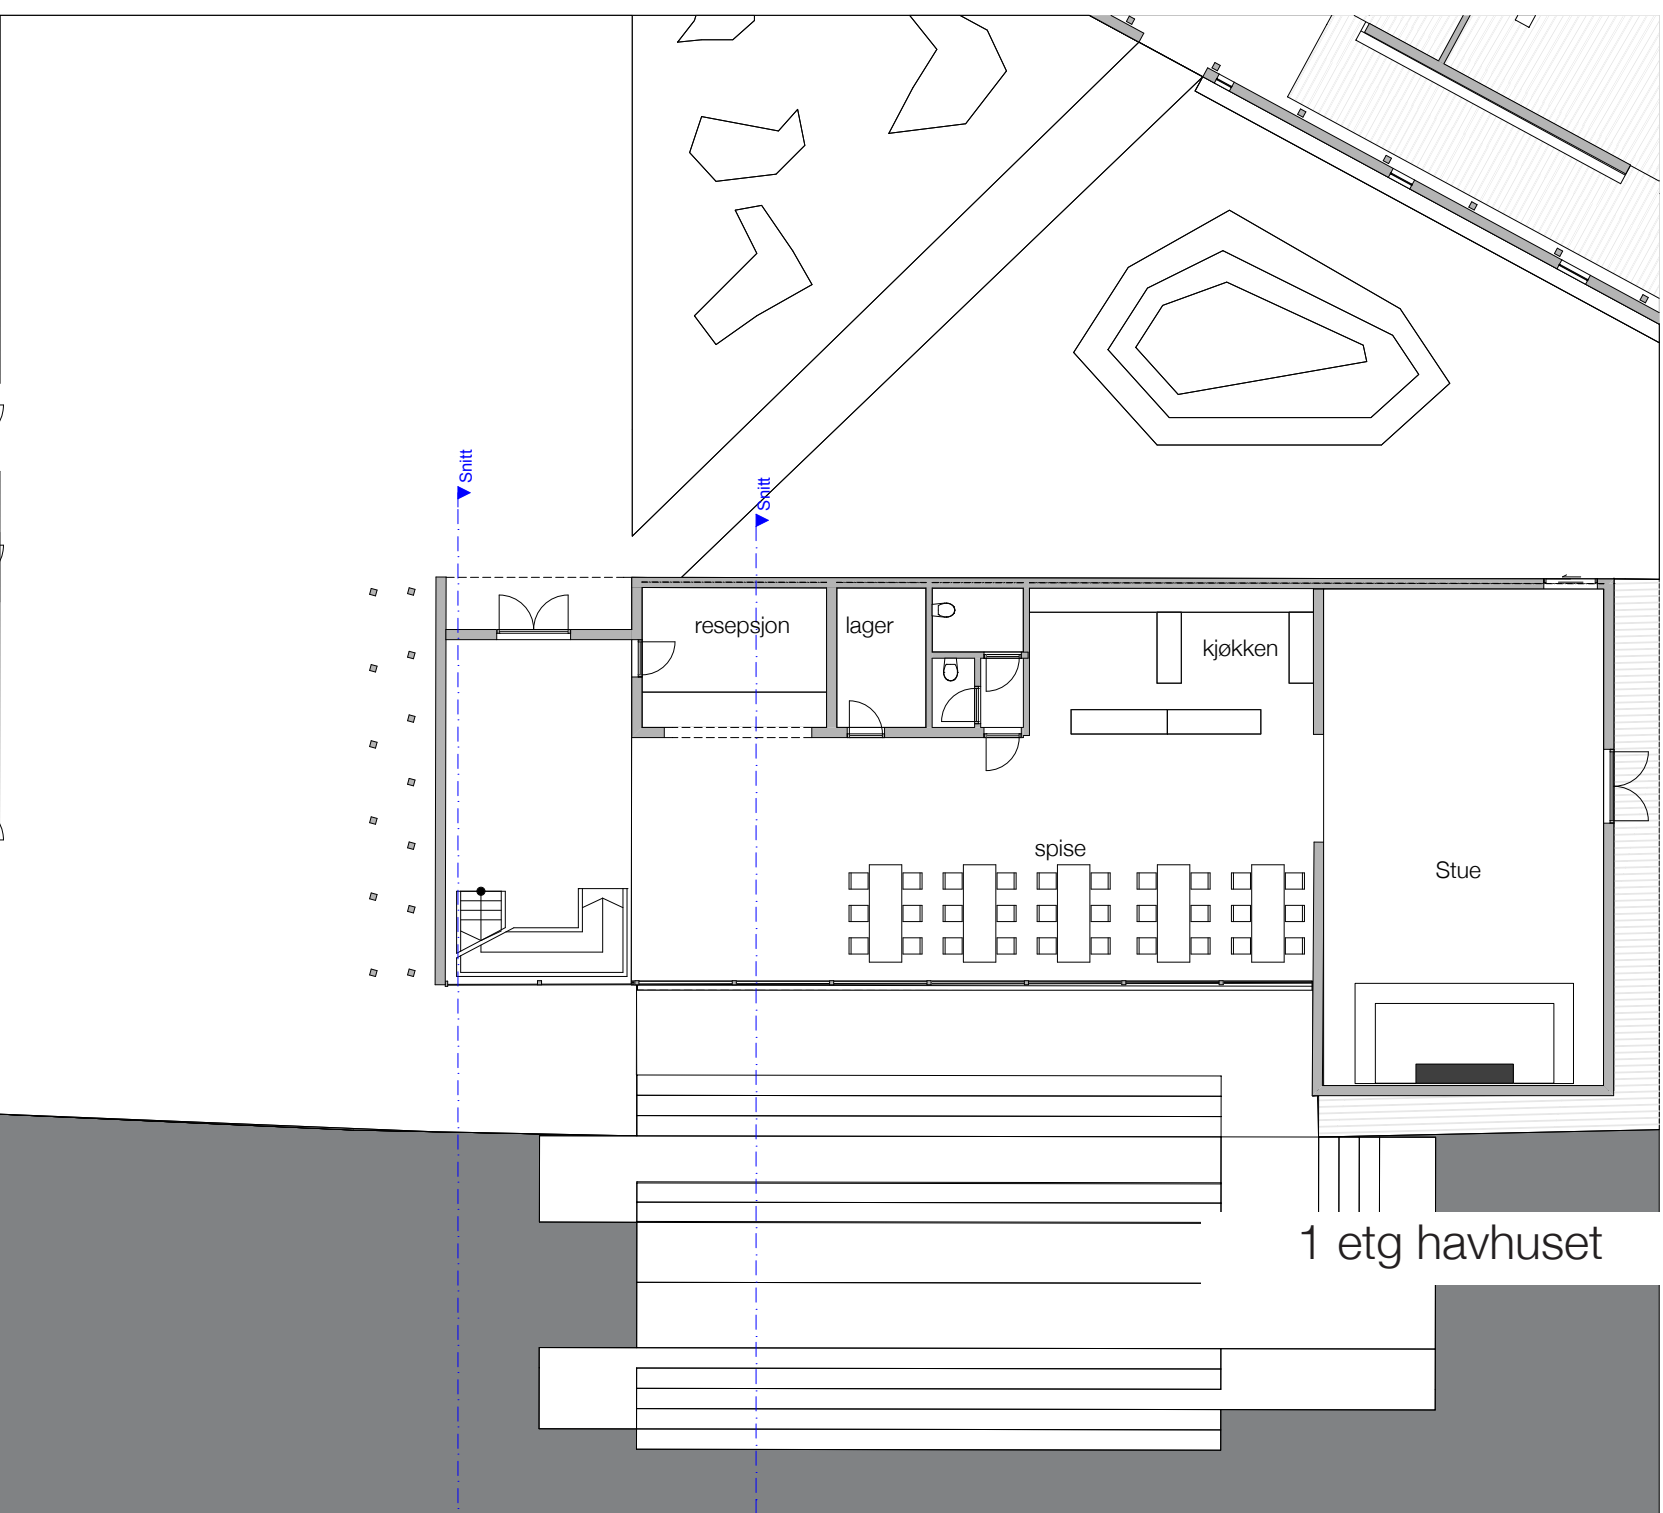 Snitt
Snitt
resepsjon
lager
kjøkken
spise
Stue
1 etg havhuset